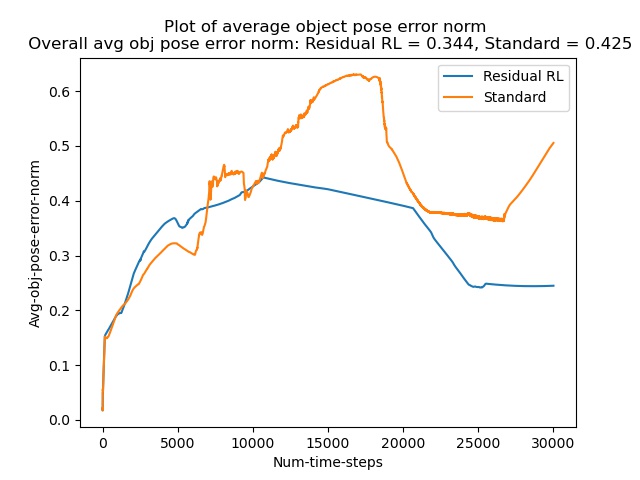 Plot of average object pose error norm
Overall avg obj pose error norm: Residual RL = 0.344, Standard = 0.425
Residual RL
Standard
0.6
0.5
0.4
0.3
0.2
0.1
0.0
Avg-obj-pose-error-norm
0 5000 10000 15000 20000 25000 30000
Num-time-steps